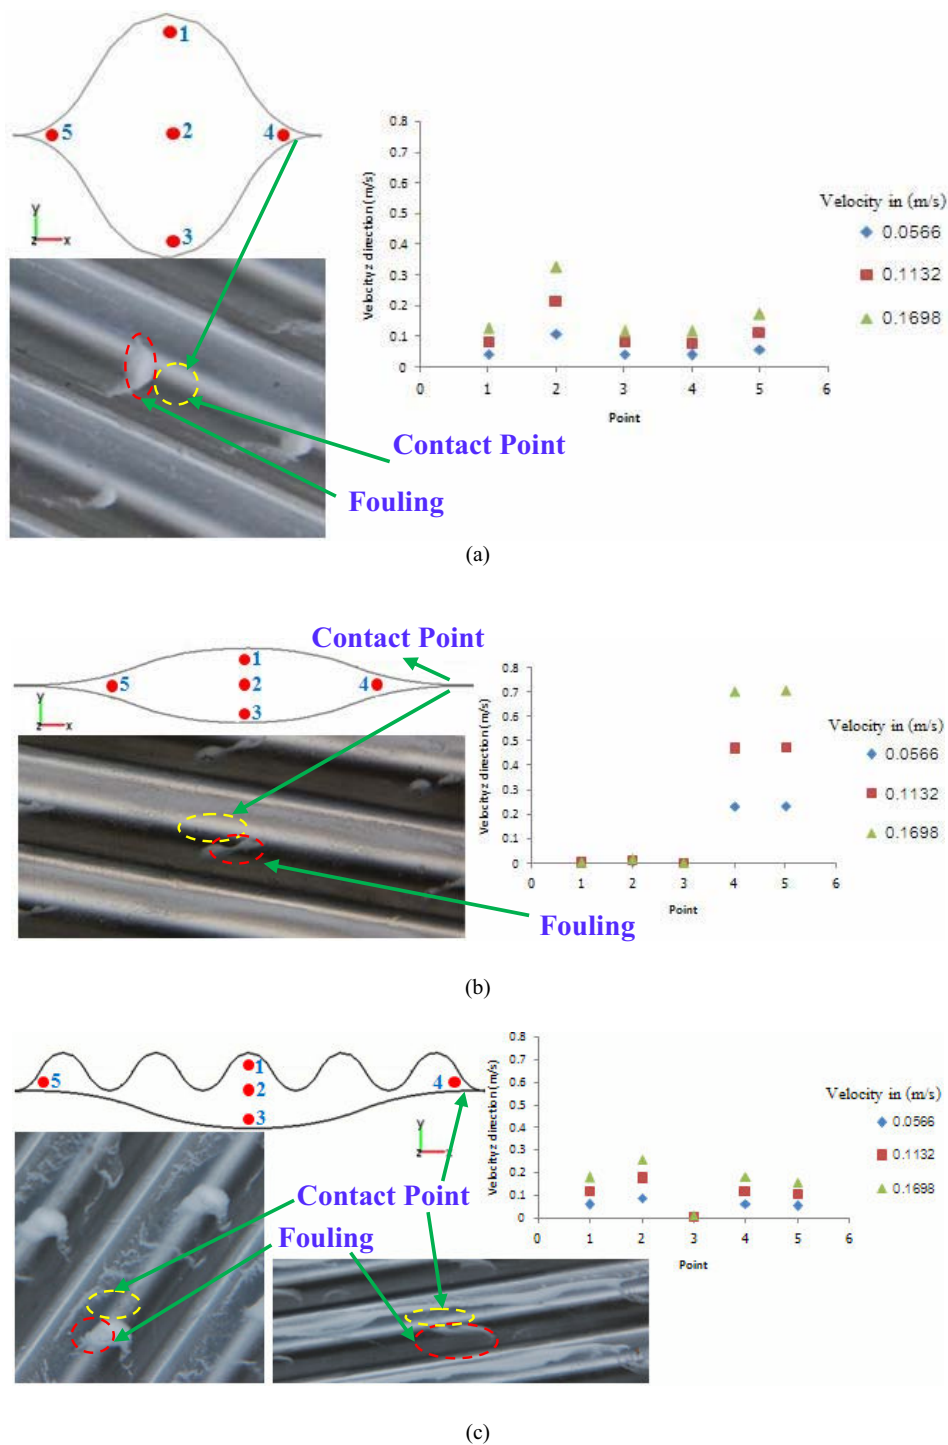 1
5
2
4
3
y
z
x
Contact Point
Fouling
Velocity z direction (m/s)
0.8
0.7
0.6
0.5
0.4
0.3
0.2
0.1
0
0 1 2 3 4 5 6
Point
Velocity in (m/s)
0.0566
0.1132
0.1698
(a)
Contact Point
1
5
2
4
3
y
z
x
Fouling
Velocity z direction (m/s)
0.8
0.7
0.6
0.5
0.4
0.3
0.2
0.1
0
0 1 2 3 4 5 6
Point
Velocity in (m/s)
0.0566
0.1132
0.1698
(b)
1
5
2
4
3
y
z
Contact Point
Fouling
Velocity z direction (m/s)
0.8
0.7
0.6
0.5
0.4
0.3
0.2
0.1
0
0 1 2 3 4 5 6
Point
Velocity in (m/s)
0.0566
0.1132
0.1698
(c)